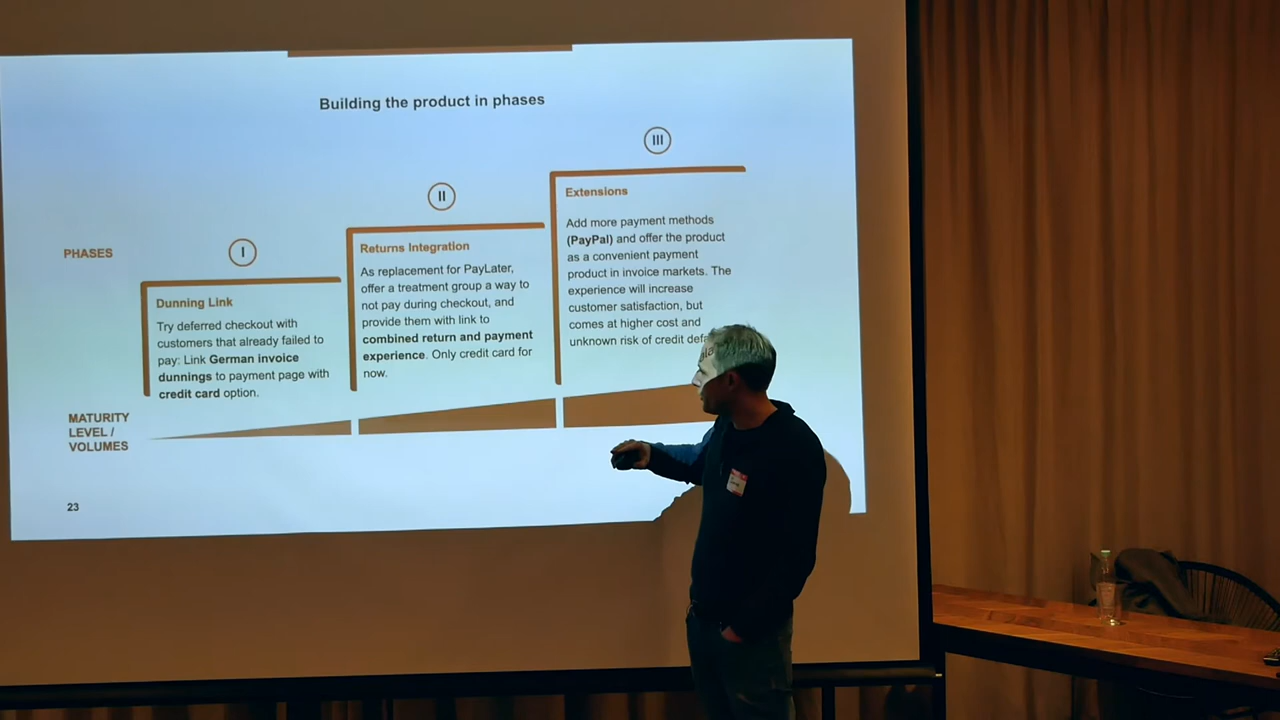 Building the product in phases
III
Extensions
Add more payment methods
(PayPal) and offer the product
as a convenient payment
product in invoice markets. The
experience will increase
customer satisfaction, but
comes at higher cost and
unknown risk of credit
II
Returns Integration
As replacement for PayLater,
offer a treatment group a way to
not pay during checkout, and
provide them with link to
combined return and payment
experience. Only credit card for
now.
PHASES
I
Dunning Link
Try deferred checkout with
customers that already failed to
pay: Link German invoice
dunnings to payment page with
credit card option.
MATURITY
LEVEL /
VOLUMES
23